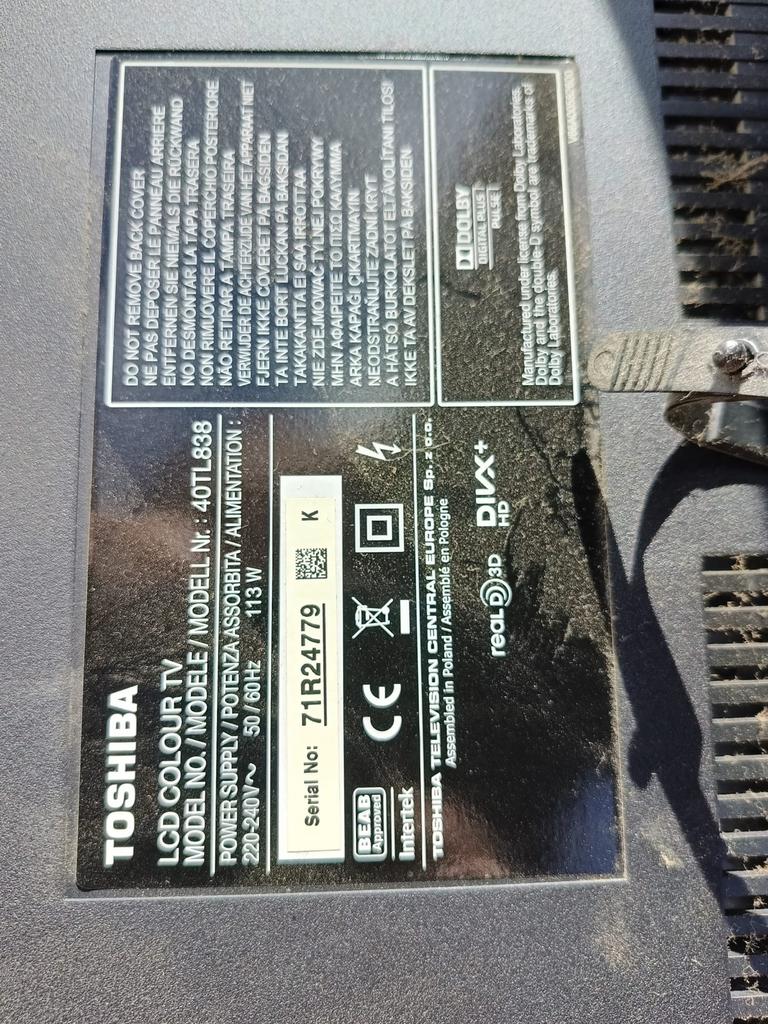 TOSHIBA
LCD COLOUR TV
MODEL NO. / MODELE / MODELL Nr. : 40TL838
POWER SUPPLY / POTENZA ASSORBITA / ALIMENTATION :
220-240V~ 50 / 60Hz 113 W
Serial No: 71R24779 K
BEAB
Approved
Intertek
CE
TOSHIBA TELEVISION CENTRAL EUROPE Sp. z o.o.
Assembled in Poland / Assemblé en Pologne
REALD 3D
DIVX+
HD
DO NOT REMOVE BACK COVER
NE PAS DEPOSER LE PANNEAU ARRIERE
ENTFERNEN SIE NIEMALS DIE RÜCKWAND
NO DESMONTAR LA TAPA TRASERA
NON RIMUOVERE IL COPERCHIO POSTERIORE
NÃO RETIRAR A TAMPA TRASEIRA
VERWIJDER DE ACHTERZIJDE VAN HET APPARAAT NIET
FJERN IKKE COVERET PÅ BAGSIDEN
TA INTE BORT LUCKAN PÅ BAKSIDAN
TAKAKANTTA EI SAA IRROTTAA
NIE ZDEJMOWAĆ TYLNEJ POKRYWY
ΜΗΝ ΑΦΑΙΡΕΙΤΕ ΤΟ ΠΙΣΩ ΚΑΛΥΜΜΑ
ARKA KAPAĞI ÇIKARTMAYIN
NEODSTRAŇUJTE ZADNÍ KRYT
A HÁTSÓ BURKOLATOT ELTÁVOLÍTANI TILOS!
IKKE TA AV DEKSLET PÅ BAKSIDEN
DOLBY
DIGITAL PLUS
PULSE
Manufactured under license from Dolby Laboratories.
Dolby and the double-D symbol are trademarks of
Dolby Laboratories.